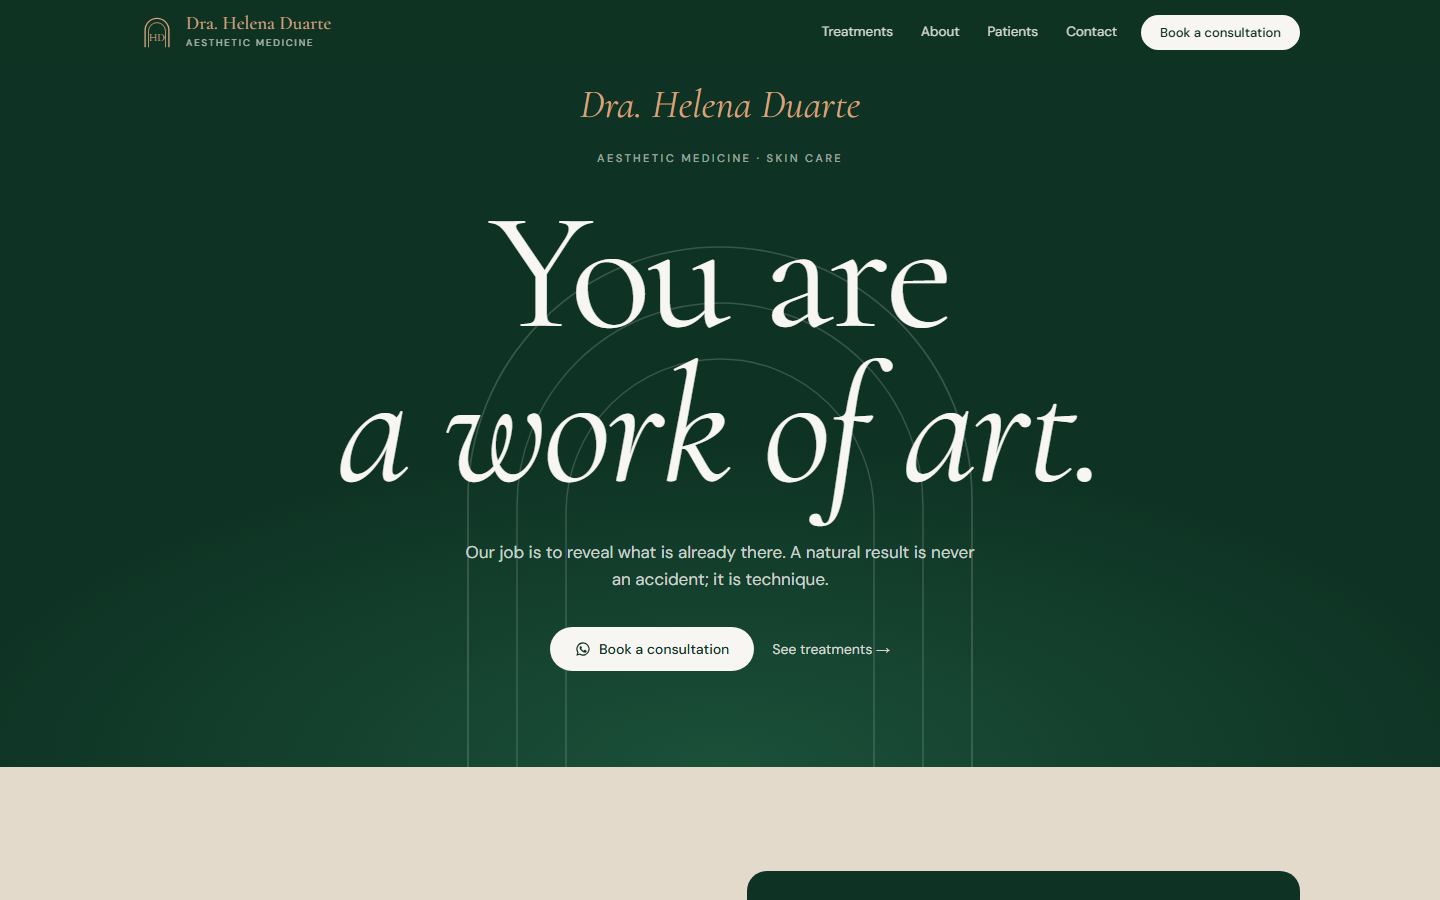 HD
Dra. Helena Duarte
AESTHETIC MEDICINE
Treatments
About
Patients
Contact
Book a consultation
Dra. Helena Duarte
AESTHETIC MEDICINE · SKIN CARE
You are
a work of art.
Our job is to reveal what is already there. A natural result is never
an accident; it is technique.
Book a consultation
See treatments →